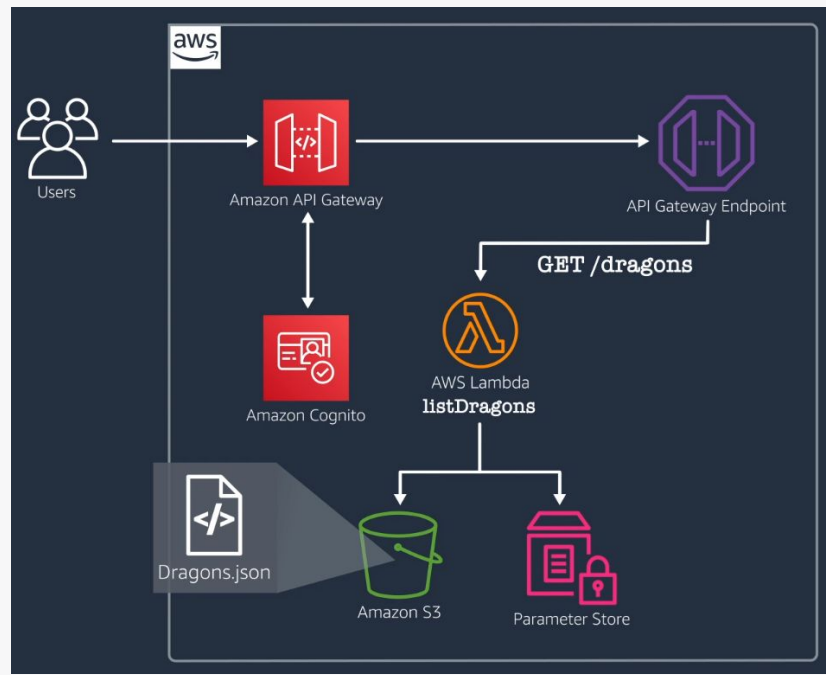 aws
Users
Amazon API Gateway
API Gateway Endpoint
GET /dragons
Amazon Cognito
AWS Lambda
listDragons
</>
Dragons.json
Amazon S3
Parameter Store